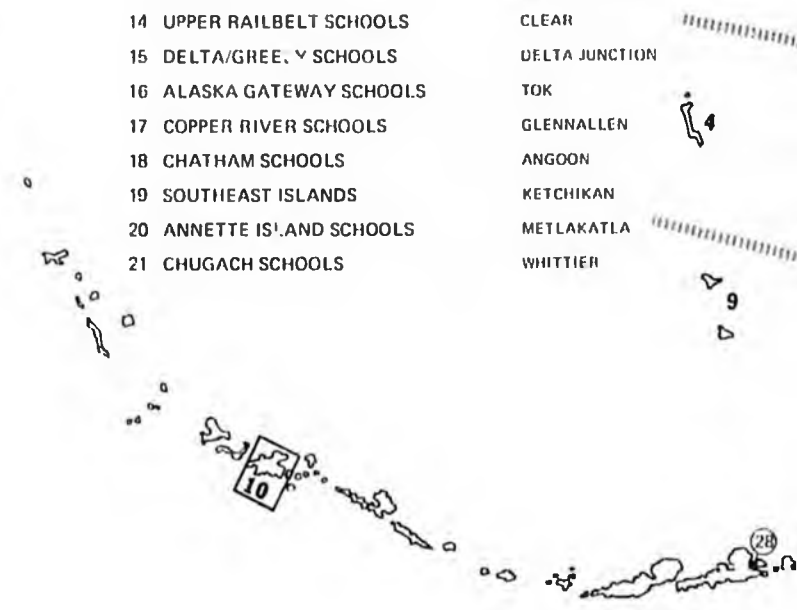 14 UPPER RAILBELT SCHOOLS CLEAR
15 DELTA/GREE, Y SCHOOLS DELTA JUNCTION
16 ALASKA GATEWAY SCHOOLS TOK
17 COPPER RIVER SCHOOLS GLENNALLEN
18 CHATHAM SCHOOLS ANGOON
19 SOUTHEAST ISLANDS KETCHIKAN
20 ANNETTE IS'.AND SCHOOLS METLAKATLA
21 CHUGACH SCHOOLS WHITTIER
4
9
10
28